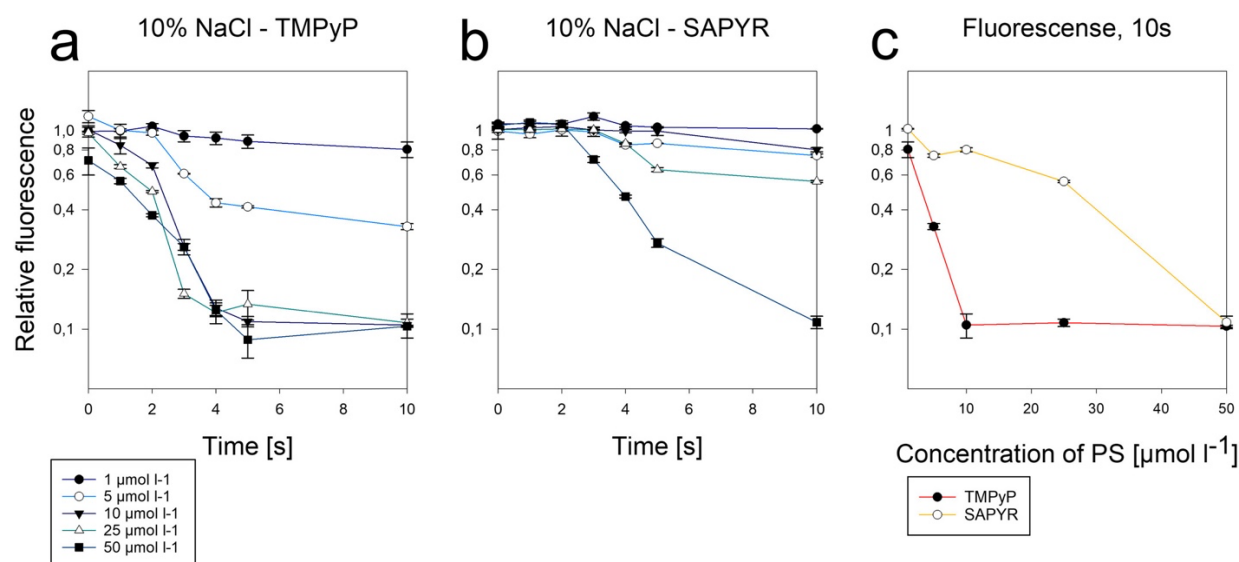 a
10% NaCl - TMPyP
b
10% NaCl - SAPYR
c
Fluorescense, 10s
Relative fluorescence
1,0
0,8
0,6
0,4
0,2
0,1
0 2 4 6 8 10
Time [s]
1
0,8
0,6
0,4
0,2
0,1
0 2 4 6 8 10
Time [s]
1
0,8
0,6
0,4
0,2
0,1
10 20 30 40 50
Concentration of PS [µmol l-1]
1 µmol l-1
5 µmol l-1
10 µmol l-1
25 µmol l-1
50 µmol l-1
TMPyP
SAPYR